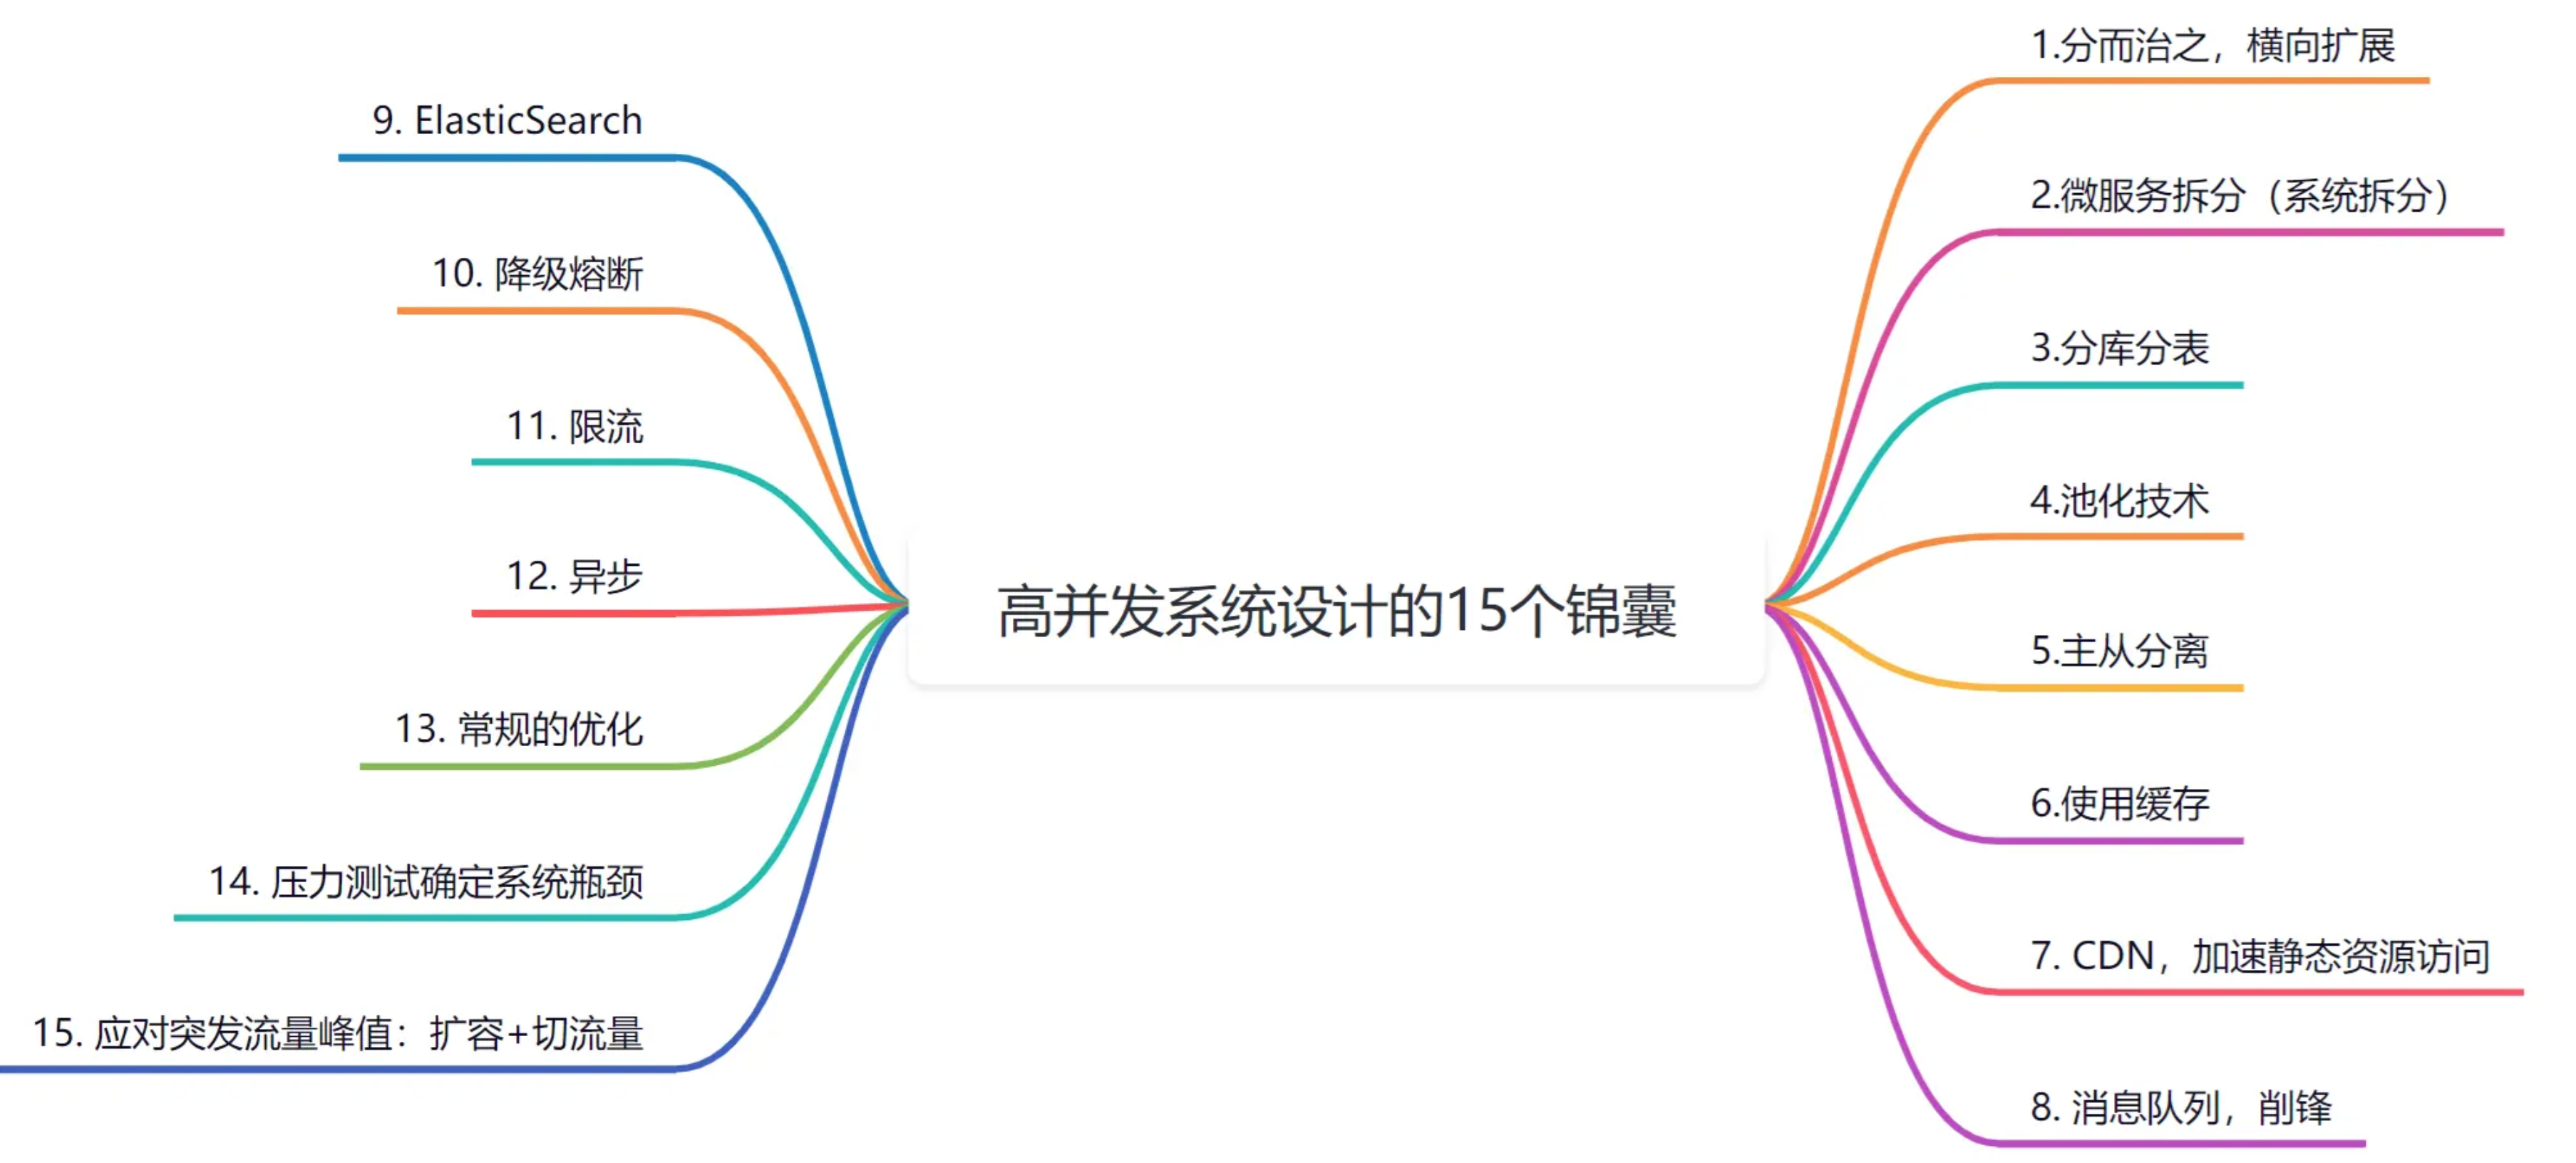 高并发系统设计的15个锦囊
1.分而治之，横向扩展
2.微服务拆分（系统拆分）
3.分库分表
4.池化技术
5.主从分离
6.使用缓存
7. CDN，加速静态资源访问
8. 消息队列，削锋
9. ElasticSearch
10. 降级熔断
11. 限流
12. 异步
13. 常规的优化
14. 压力测试确定系统瓶颈
15. 应对突发流量峰值：扩容+切流量